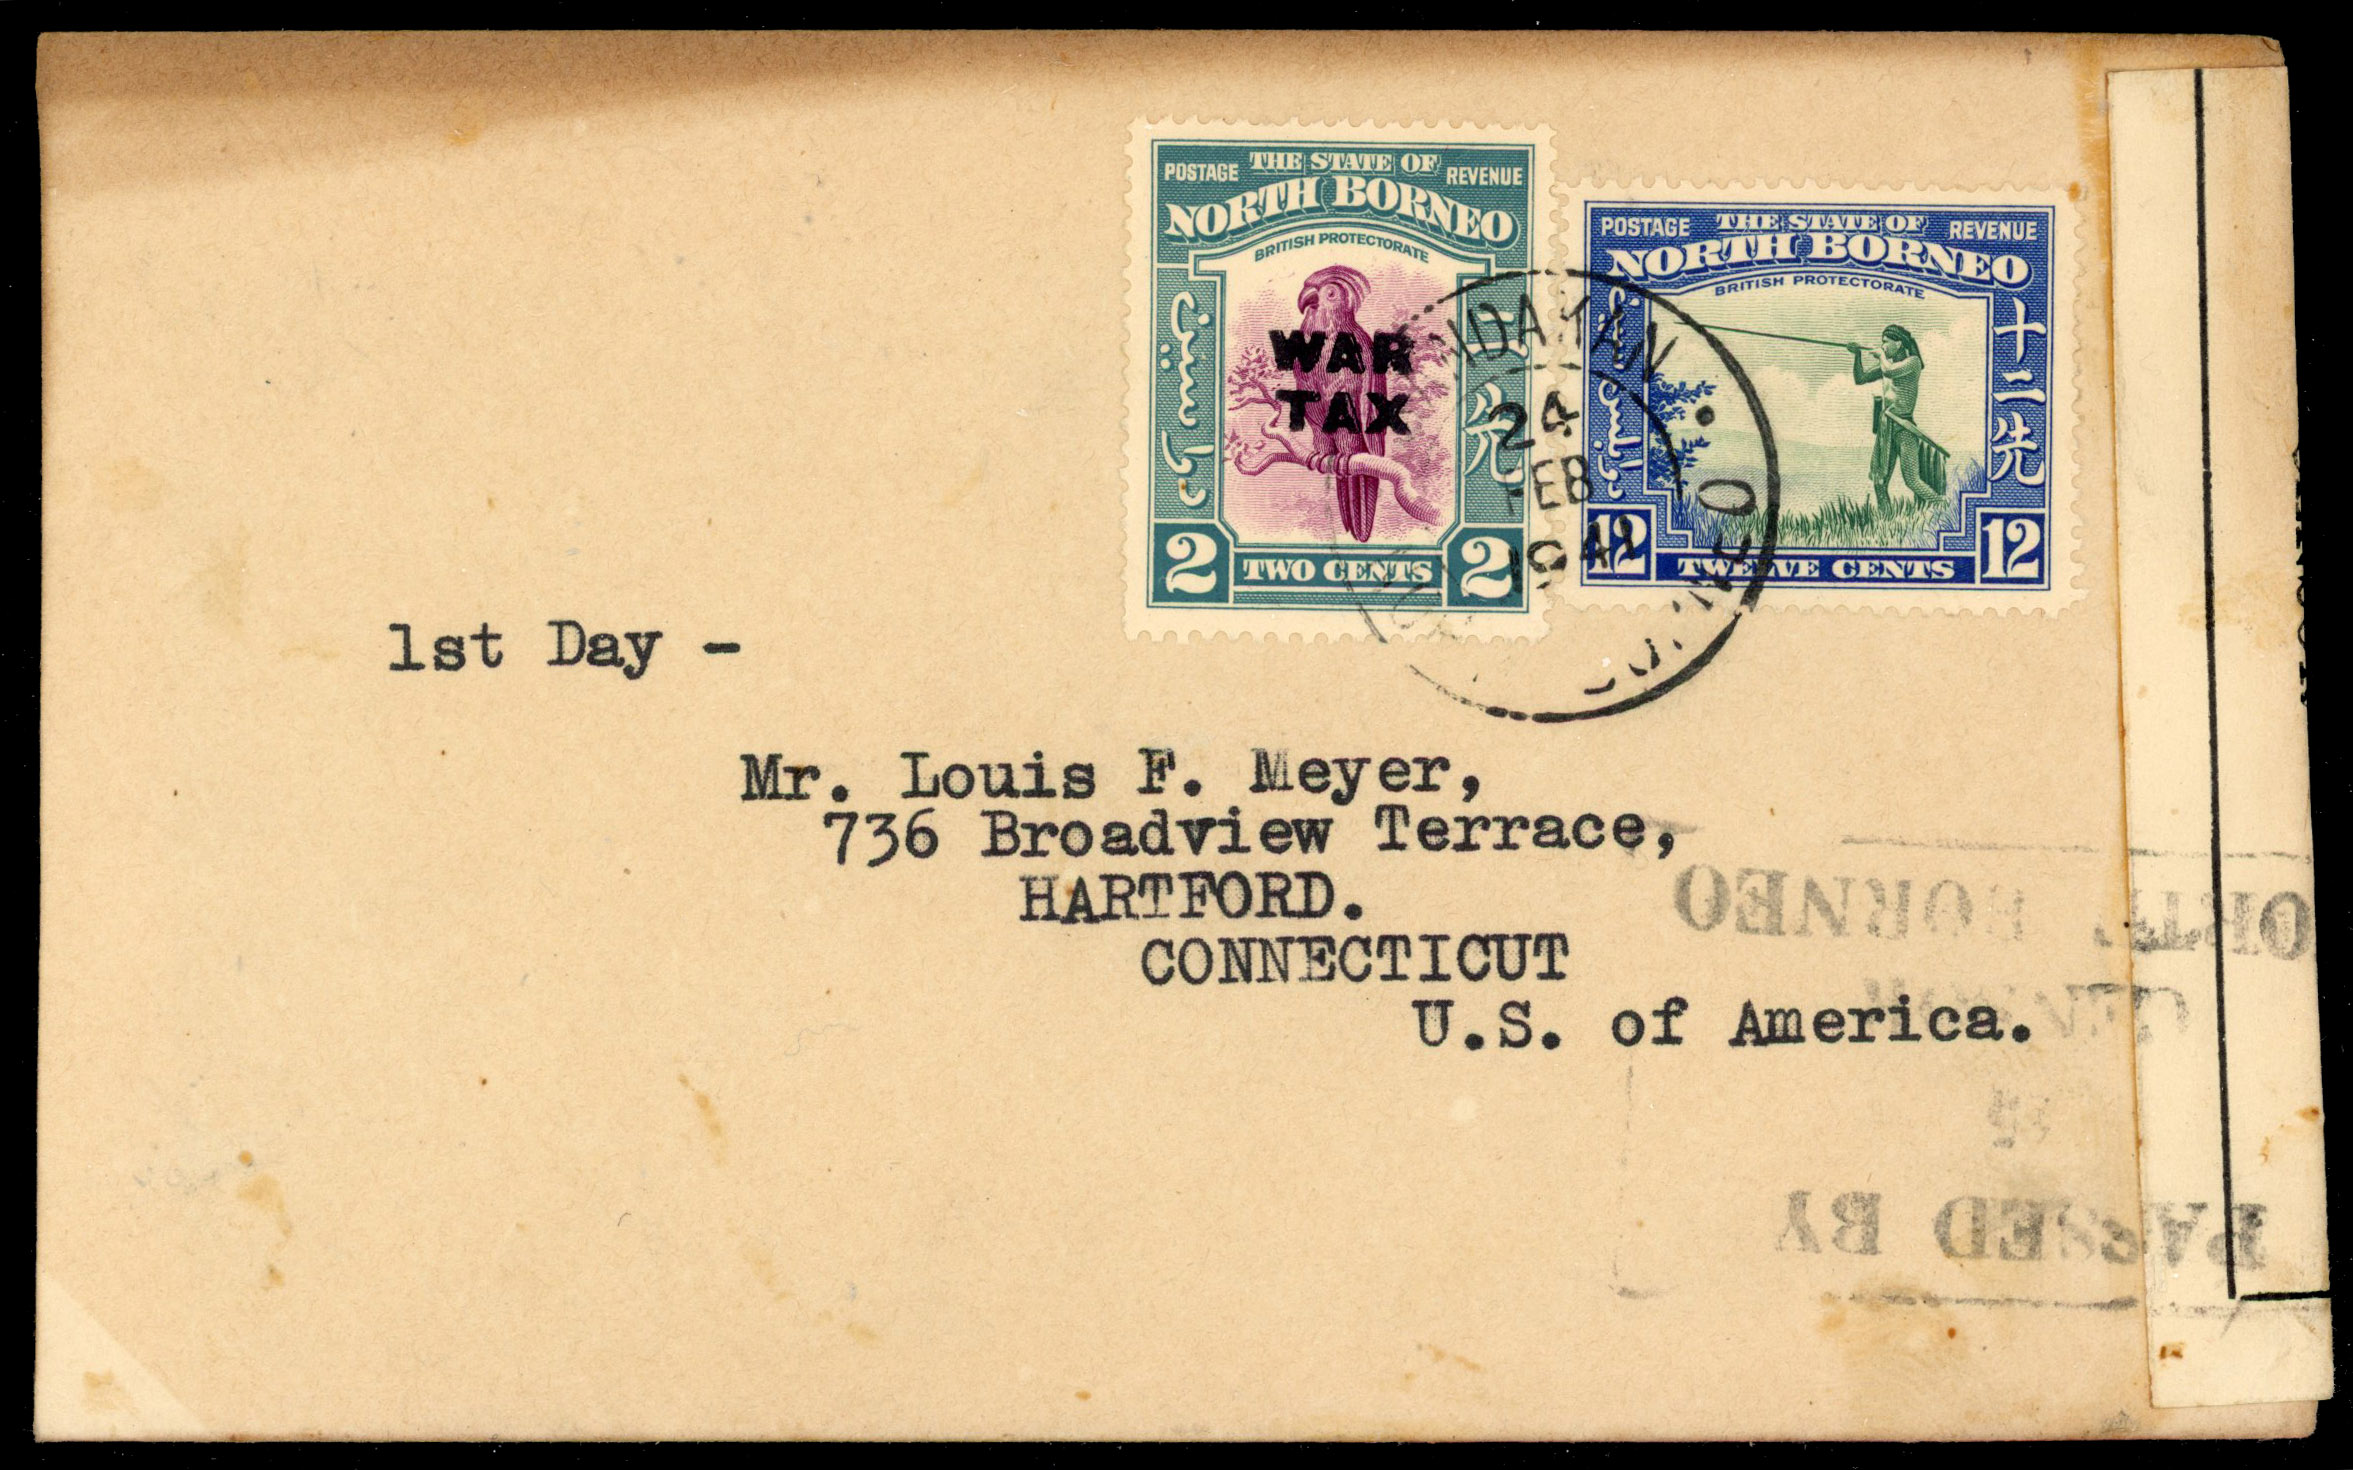 POSTAGE THE STATE OF REVENUE
NORTH BORNEO
BRITISH PROTECTORATE
WAR
TAX
2 TWO CENTS 2
POSTAGE THE STATE OF REVENUE
NORTH BORNEO
BRITISH PROTECTORATE
十二先
12 TWELVE CENTS 12
24
FEB
1941
1st Day -
Mr. Louis F. Meyer,
736 Broadview Terrace,
HARTFORD.
CONNECTICUT
U.S. of America.
BORNEO
PASSED BY